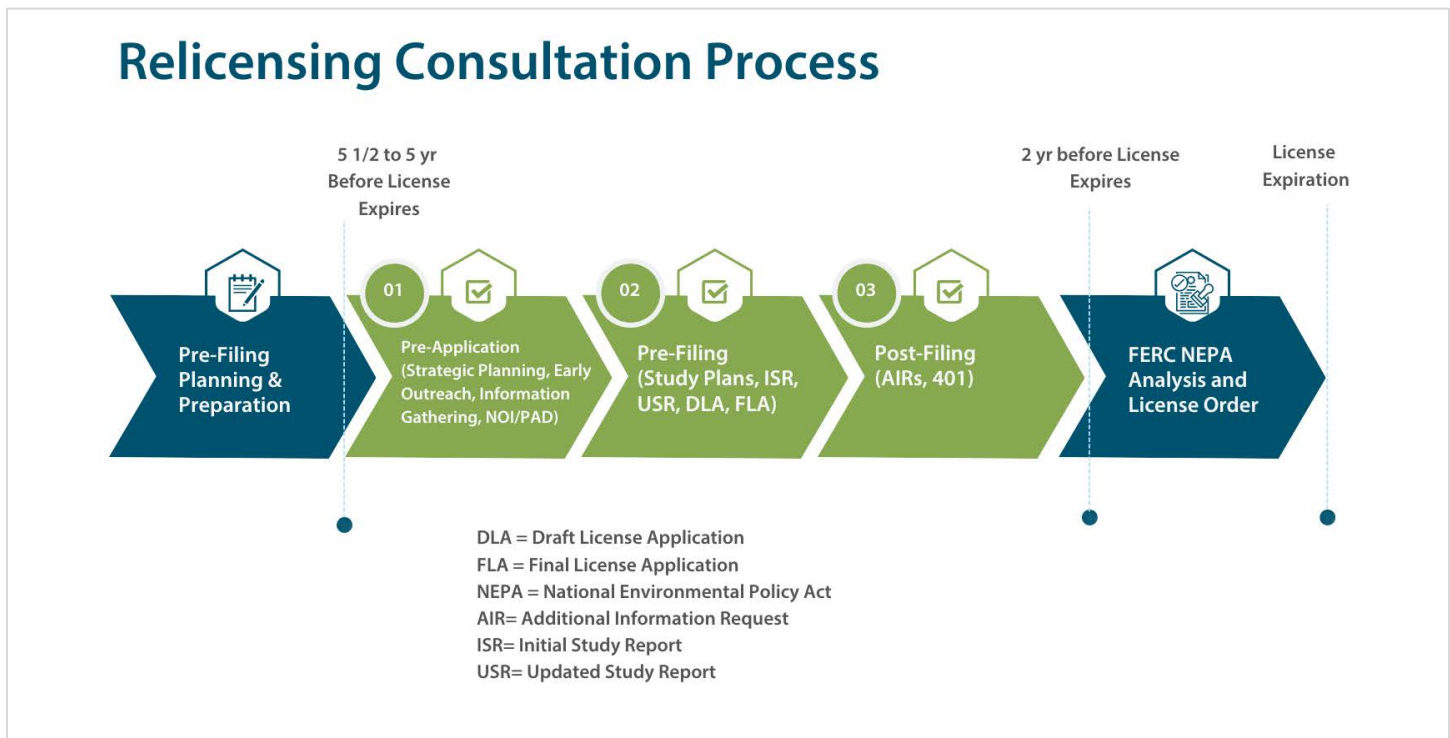 Relicensing Consultation Process
5 1/2 to 5 yr
Before License
Expires
2 yr before License
Expires
License
Expiration
Pre-Filing
Planning &
Preparation
01
Pre-Application
(Strategic Planning, Early
Outreach, Information
Gathering, NOI/PAD)
02
Pre-Filing
(Study Plans, ISR,
USR, DLA, FLA)
03
Post-Filing
(AIRs, 401)
FERC NEPA
Analysis and
License Order
DLA = Draft License Application
FLA = Final License Application
NEPA = National Environmental Policy Act
AIR= Additional Information Request
ISR= Initial Study Report
USR= Updated Study Report